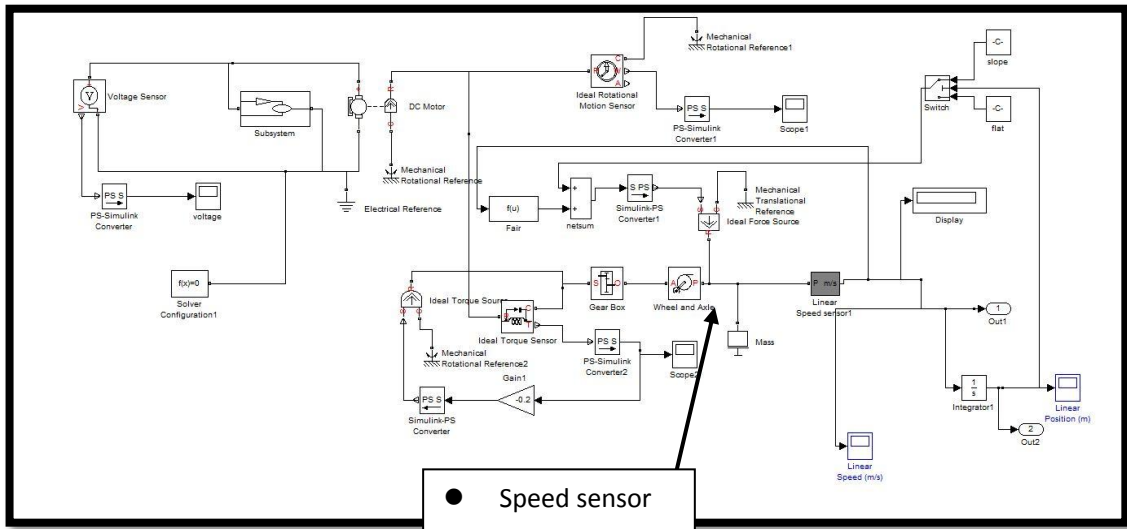 Mechanical
Rotational Reference1
-C-
slope
Voltage Sensor
V
V
Subsystem
DC Motor
R
C
W
A
Ideal Rotational
Motion Sensor
PS S
PS-Simulink
Converter1
Scope1
Switch
-C-
flat
Mechanical
Rotational Reference
Electrical Reference
PS S
PS-Simulink
Converter
voltage
f(u)
Fair
+
+
netsum
S PS
Simulink-PS
Converter1
Mechanical
Translational
Reference
Ideal Force Source
Display
f(x)=0
Solver
Configuration1
Ideal Torque Source
Ideal Torque Sensor
S
O
Gear Box
A
P
Wheel and Axle
P m/s
Linear
Speed sensor1
Mass
1
Out1
Mechanical
Rotational Reference2
PS S
PS-Simulink
Converter2
Scope2
Gain1
-0.2
PS S
Simulink-PS
Converter
1
s
Integrator1
Linear
Position (m)
2
Out2
Linear
Speed (m/s)
● Speed sensor